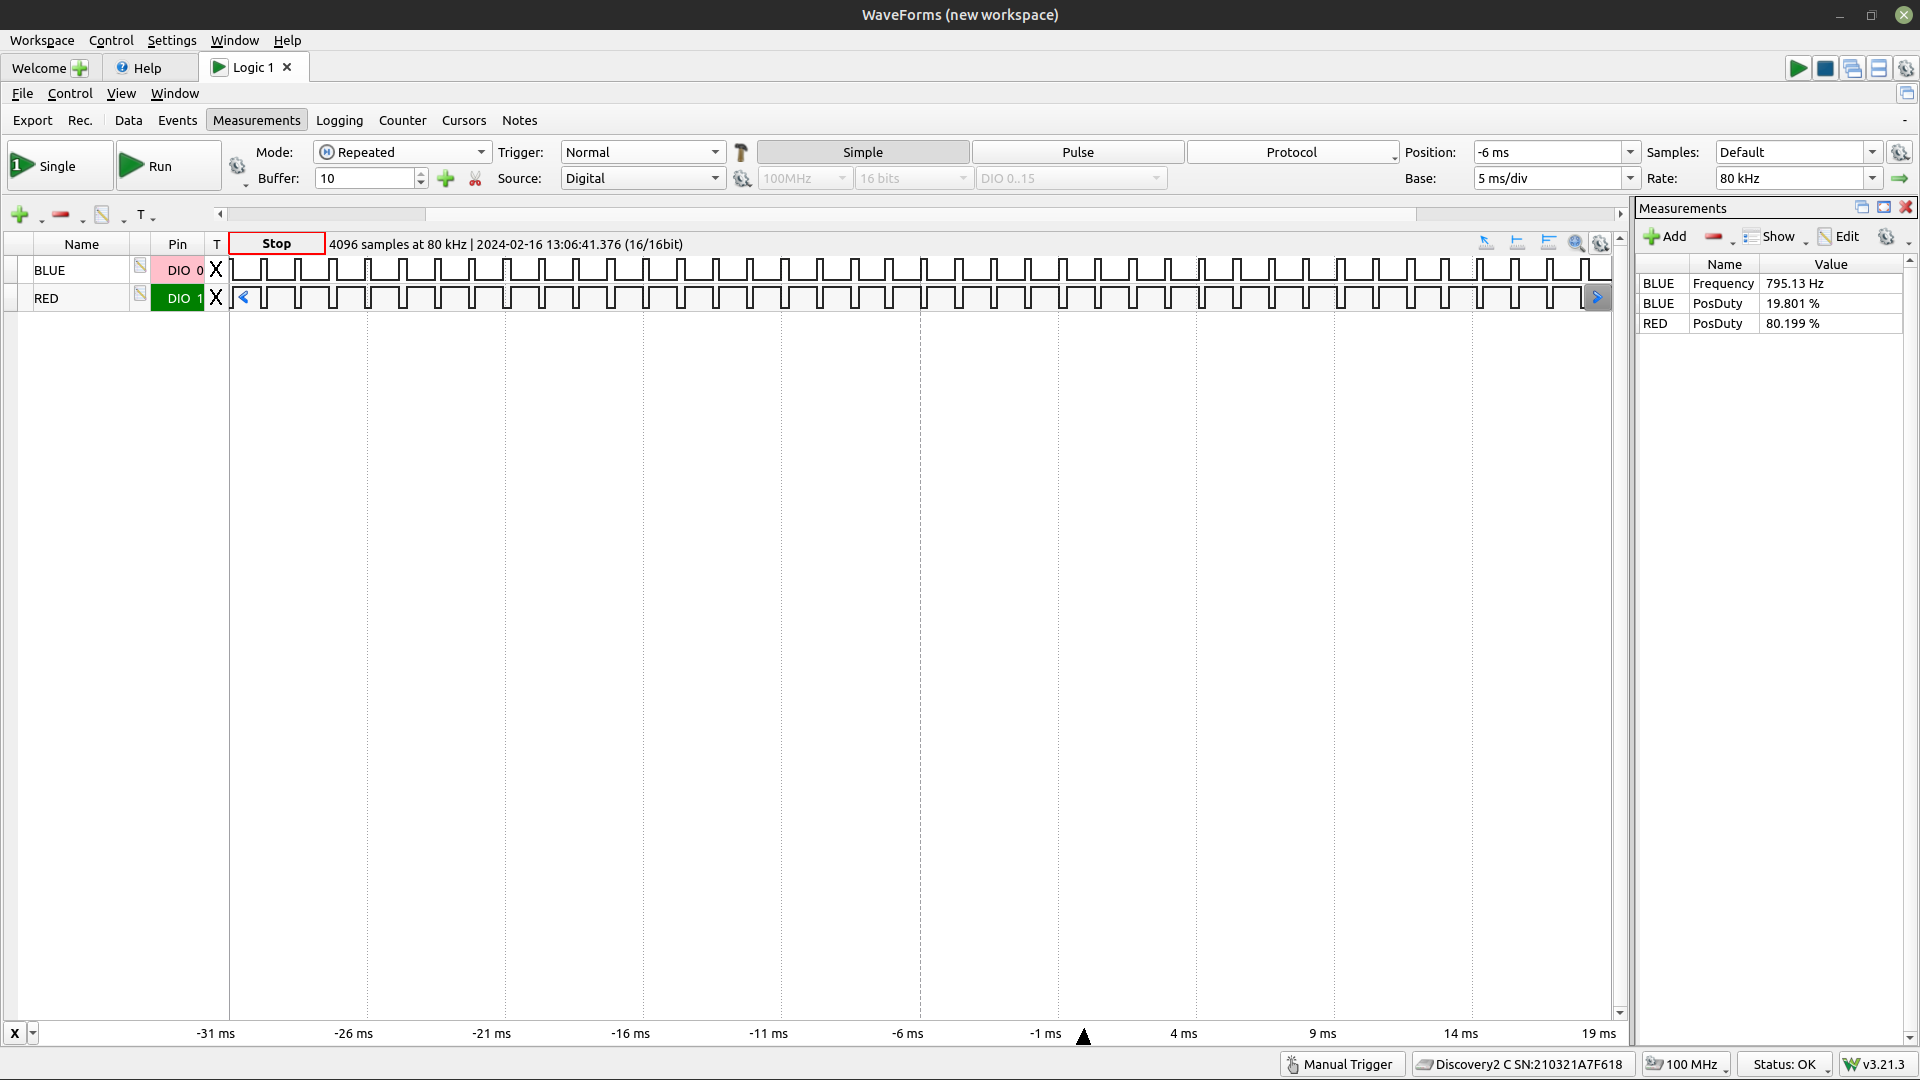 WaveForms (new workspace)
Workspace Control Settings Window Help
Welcome Help Logic 1
File Control View Window
Export Rec. Data Events Measurements Logging Counter Cursors Notes
1 Single Run Mode: Repeated Trigger: Normal Simple Pulse Protocol Position: -6 ms Samples: Default
Buffer: 10 Source: Digital 100MHz 16 bits DIO 0..15 Base: 5 ms/div Rate: 80 kHz
T
Name Pin T Stop 4096 samples at 80 kHz | 2024-02-16 13:06:41.376 (16/16bit)
BLUE DIO 0 X
RED DIO 1 X
X -31 ms -26 ms -21 ms -16 ms -11 ms -6 ms -1 ms 4 ms 9 ms 14 ms 19 ms
Measurements
Add Show Edit
Name Value
BLUE Frequency 795.13 Hz
BLUE PosDuty 19.801 %
RED PosDuty 80.199 %
Manual Trigger Discovery2 C SN:210321A7F618 100 MHz Status: OK v3.21.3